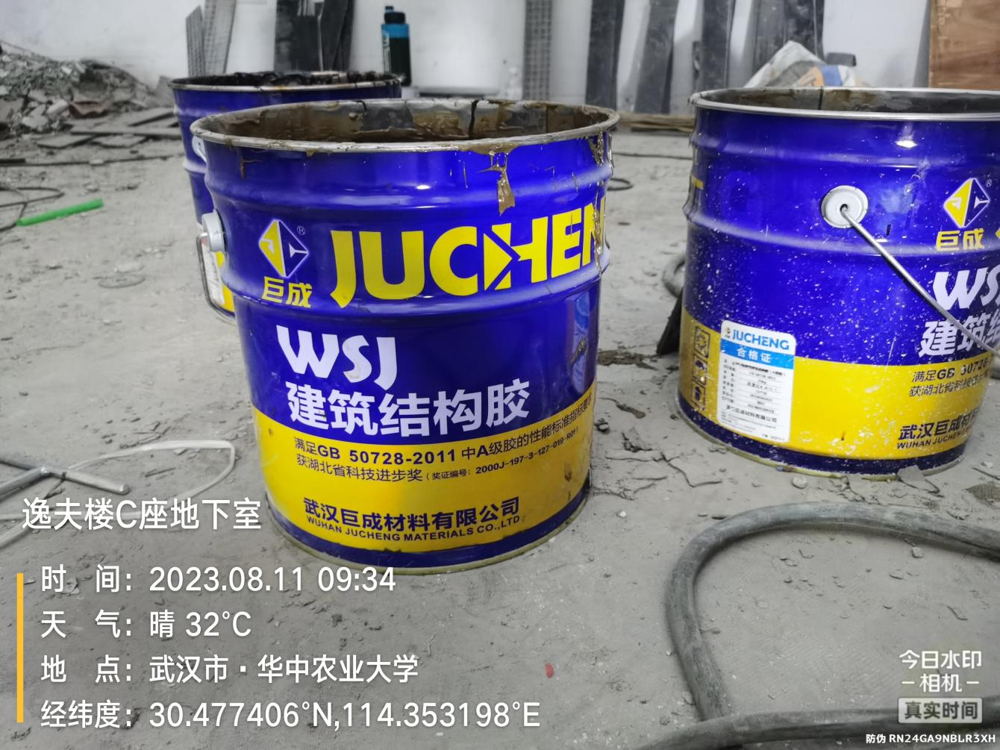 巨成
®
JUCHEN
WSJ
建筑结构胶
满足GB 50728-2011 中A级胶的性能标准指标要求
获湖北省科技进步奖（奖证编号：2000J-197-3-127-019-R01）
武汉巨成材料有限公司
WUHAN JUCHENG MATERIALS CO.,LTD
®
巨成
WS
建筑结
满足GB 50728-
获湖北省科技
武汉巨成
WUHAN JUCHENG
JUCHENG
合格证
逸夫楼C座地下室
时 间：2023.08.11 09:34
天 气：晴 32℃
地 点：武汉市·华中农业大学
经纬度：30.477406°N,114.353198°E
今日水印
-相机-
真实时间
防伪 RN24GA9NBLR3XH